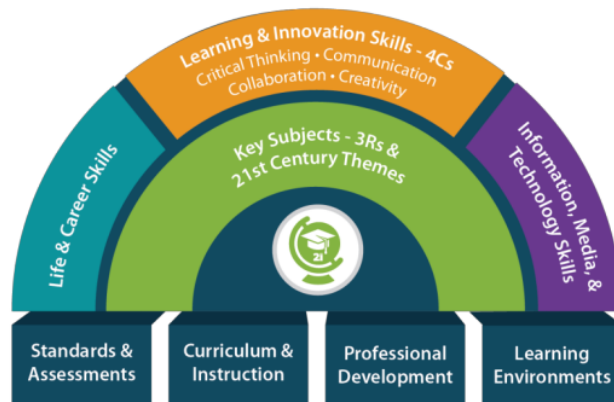 Learning & Innovation Skills - 4Cs
Critical Thinking • Communication
Collaboration • Creativity
Life & Career Skills
Key Subjects - 3Rs &
21st Century Themes
Information, Media, &
Technology Skills
21
Standards &
Assessments
Curriculum &
Instruction
Professional
Development
Learning
Environments